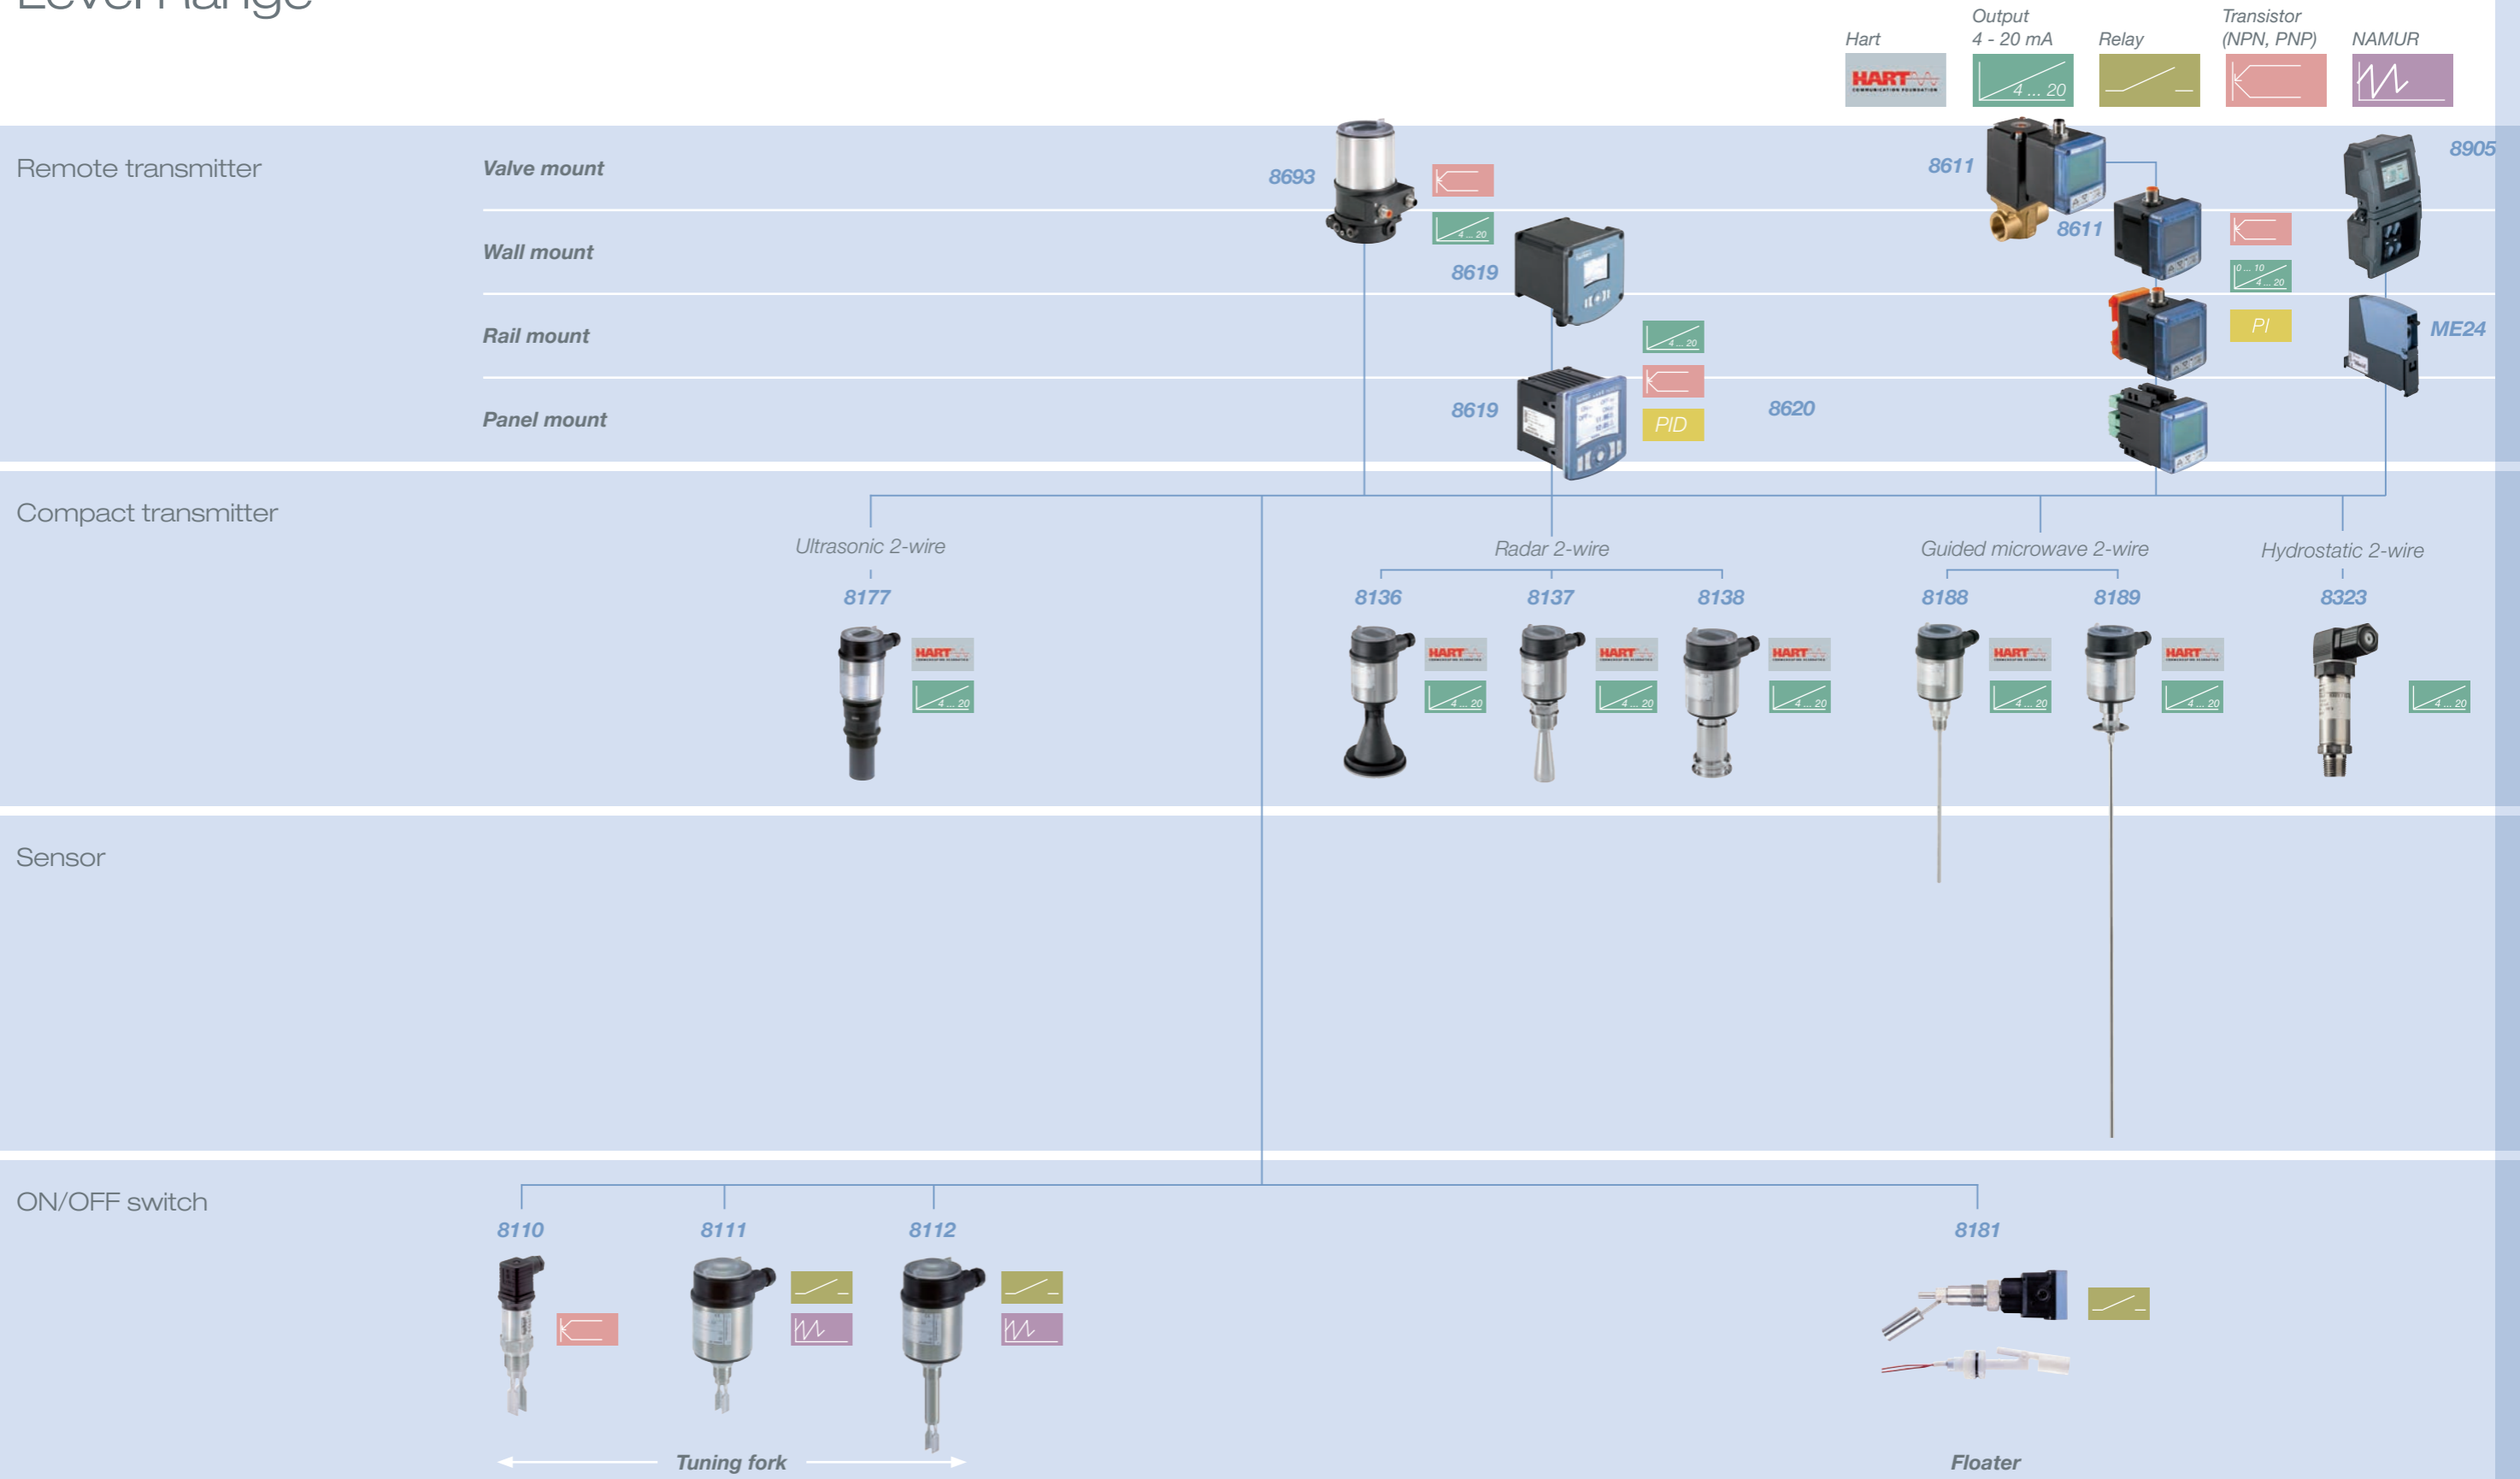 Level Range
Hart
Output
4 - 20 mA
Relay
Transistor
(NPN, PNP)
NAMUR
HART
COMMUNICATION FOUNDATION
4 ... 20
Remote transmitter
Valve mount
8693
8611
8905
4 ... 20
Wall mount
8619
8611
0 ... 10
4 ... 20
Rail mount
4 ... 20
PI
ME24
Panel mount
8619
PID
8620
Compact transmitter
Ultrasonic 2-wire
Radar 2-wire
Guided microwave 2-wire
Hydrostatic 2-wire
8177
8136
8137
8138
8188
8189
8323
HART
HART
HART
HART
HART
HART
4 ... 20
4 ... 20
4 ... 20
4 ... 20
4 ... 20
4 ... 20
4 ... 20
Sensor
ON/OFF switch
8110
8111
8112
8181
Tuning fork
Floater